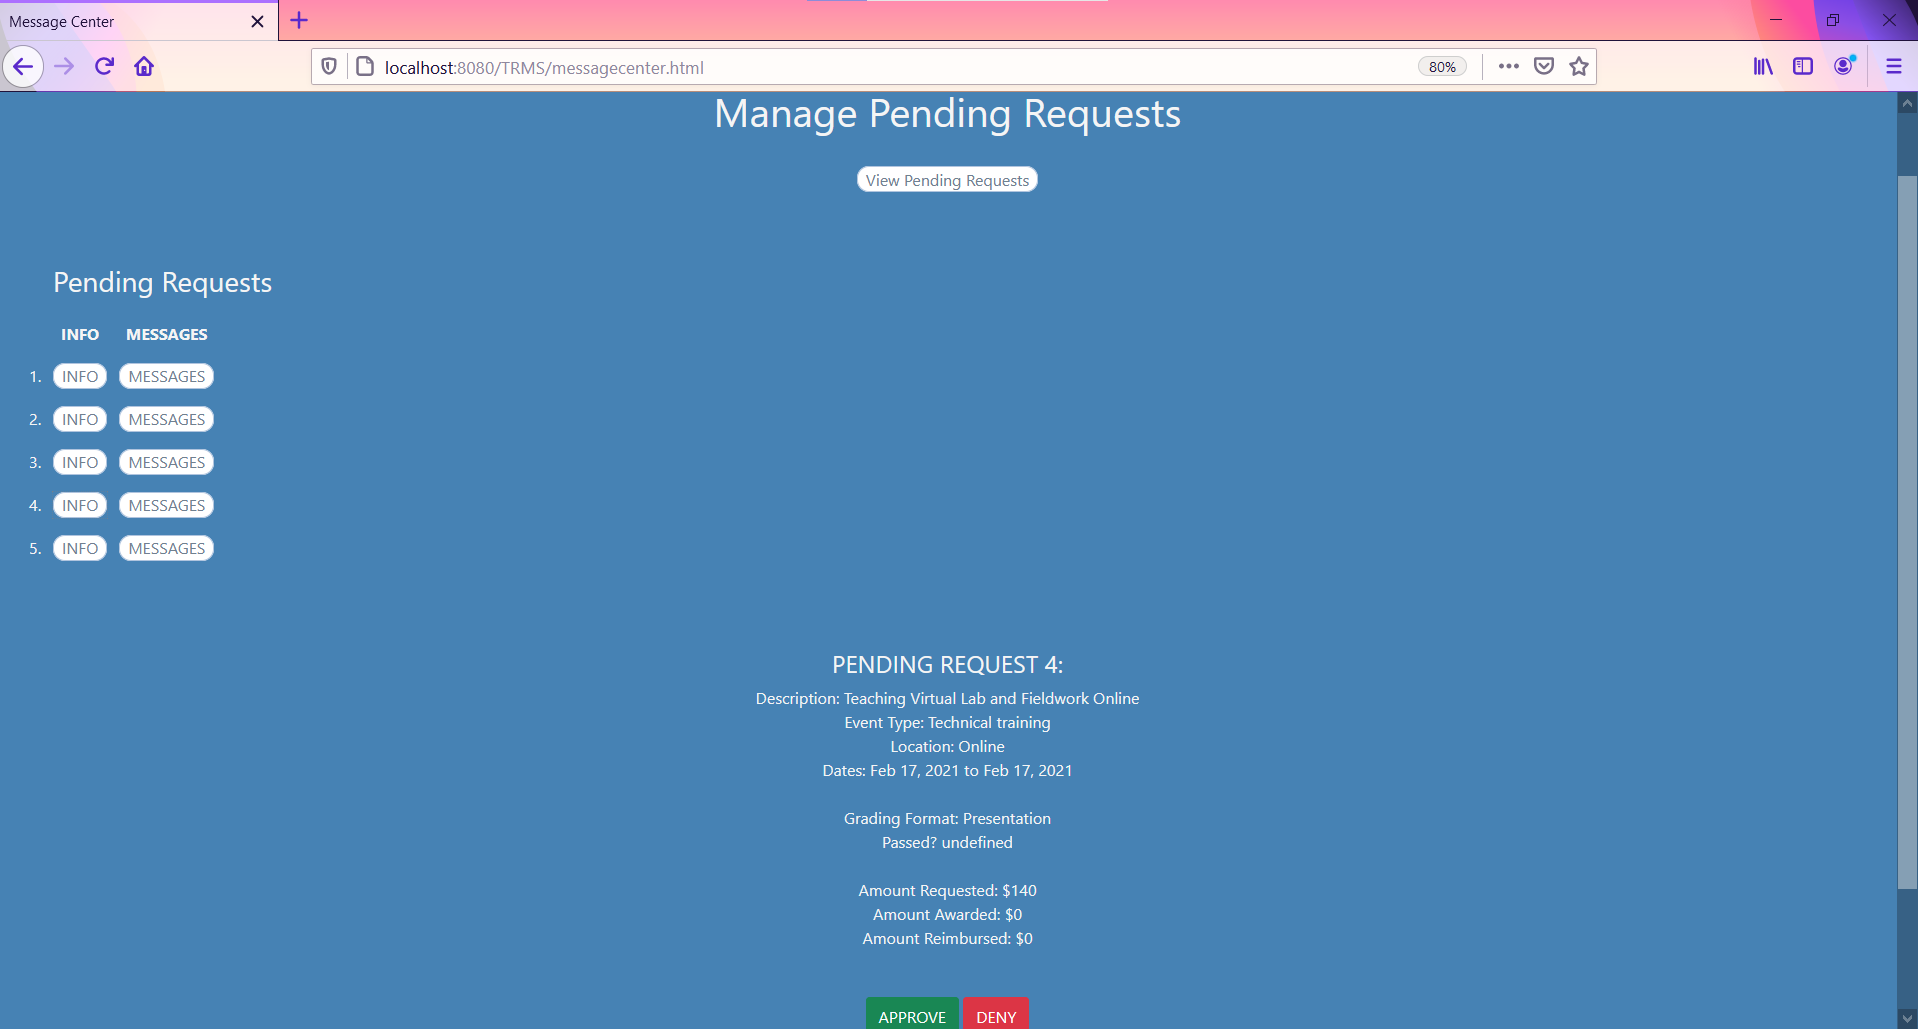 Message Center
localhost:8080/TRMS/messagecenter.html
80%
Manage Pending Requests
View Pending Requests
Pending Requests
INFO MESSAGES
1. INFO MESSAGES
2. INFO MESSAGES
3. INFO MESSAGES
4. INFO MESSAGES
5. INFO MESSAGES
PENDING REQUEST 4:
Description: Teaching Virtual Lab and Fieldwork Online
Event Type: Technical training
Location: Online
Dates: Feb 17, 2021 to Feb 17, 2021
Grading Format: Presentation
Passed? undefined
Amount Requested: $140
Amount Awarded: $0
Amount Reimbursed: $0
APPROVE DENY